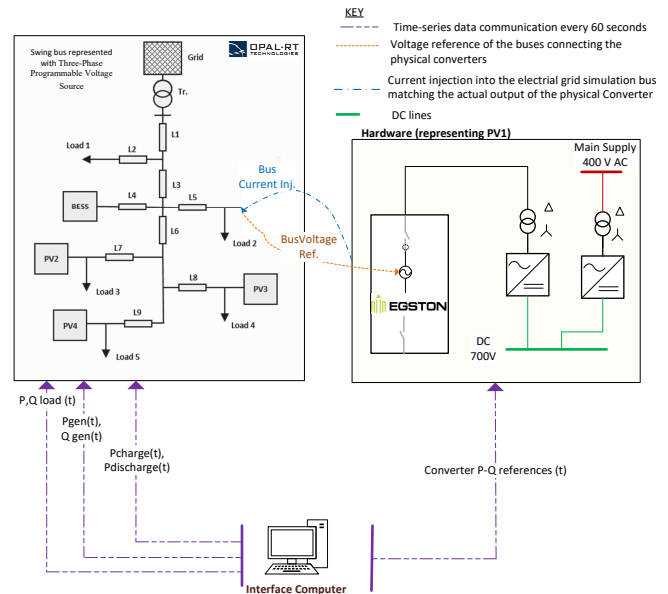 KEY
Time-series data communication every 60 seconds
Voltage reference of the buses connecting the
physical converters
Current injection into the electrial grid simulation bus
matching the actual output of the physical Converter
DC lines
Swing bus represented
with Three-Phase
Programmable Voltage
Source
Grid
OPAL-RT
TECHNOLOGIES
Tr.
L1
Load 1
L2
L3
BESS
L4
L5
L6
Load 2
PV2
L7
Load 3
L8
PV3
Load 4
PV4
L9
Load 5
Bus
Current Inj.
BusVoltage
Ref.
Hardware (representing PV1)
Main Supply
400 V AC
EGSTON
DC
700V
P,Q load (t)
Pgen(t),
Q gen(t)
Pcharge(t),
Pdischarge(t)
Converter P-Q references (t)
Interface Computer